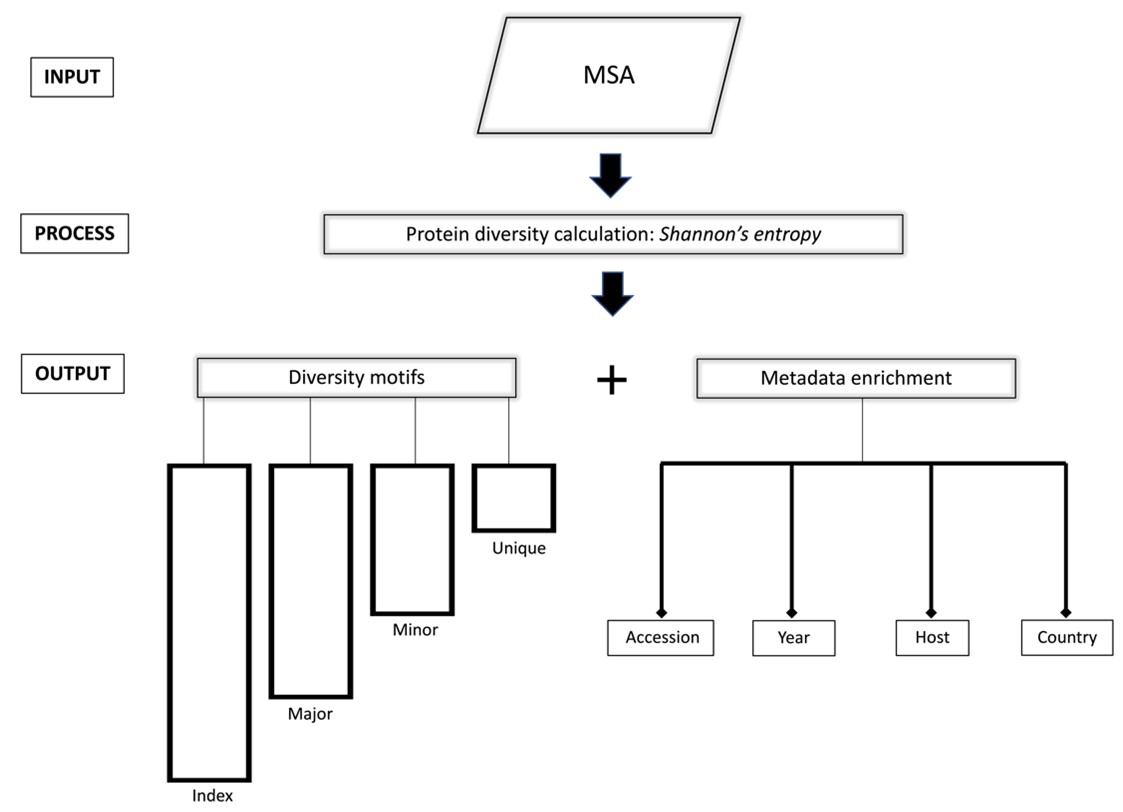 INPUT
MSA
PROCESS
Protein diversity calculation: Shannon’s entropy
OUTPUT
Diversity motifs
+
Metadata enrichment
Unique
Minor
Major
Index
Accession
Year
Host
Country